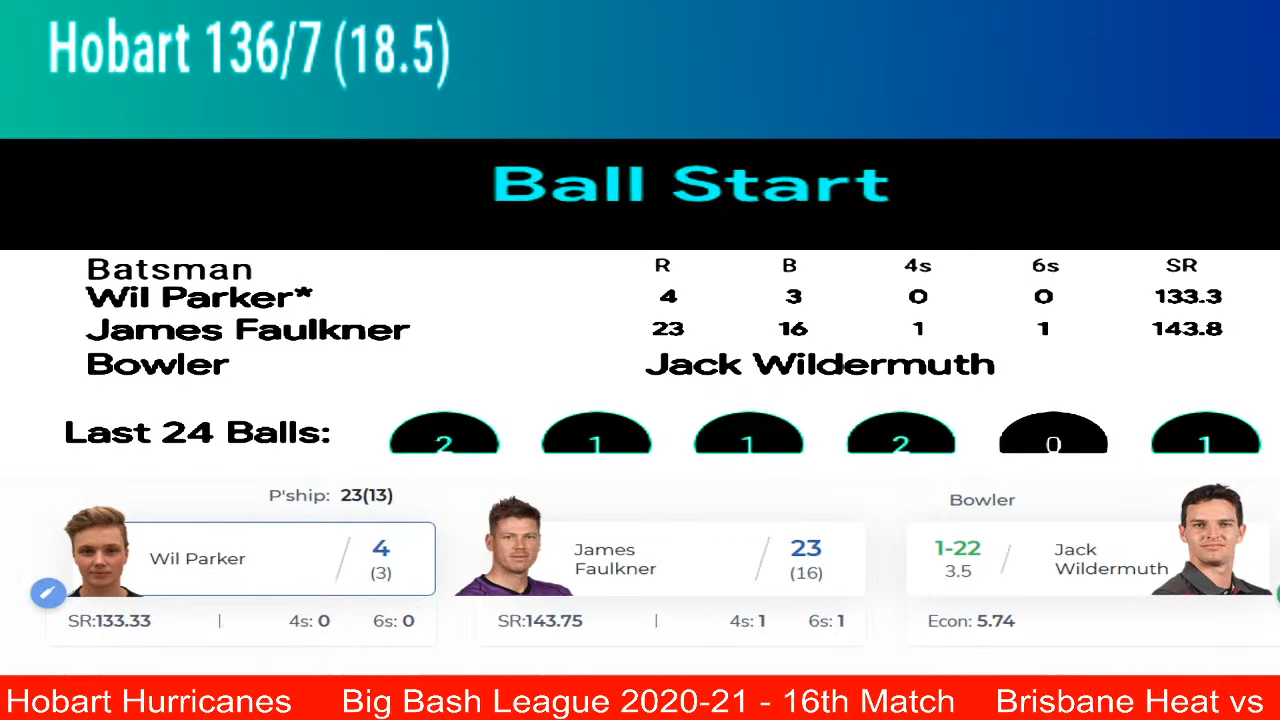 Hobart 136/7 (18.5)
Ball Start
Batsman R B 4s 6s SR
Wil Parker* 4 3 0 0 133.3
James Faulkner 23 16 1 1 143.8
Bowler Jack Wildermuth
Last 24 Balls: 2 1 1 2 0 1
P'ship: 23(13) Bowler
Wil Parker / 4 (3)
James Faulkner / 23 (16)
1-22 3.5 / Jack Wildermuth
SR:133.33 | 4s: 0 6s: 0 SR:143.75 | 4s: 1 6s: 1 Econ: 5.74
Hobart Hurricanes Big Bash League 2020-21 - 16th Match Brisbane Heat vs